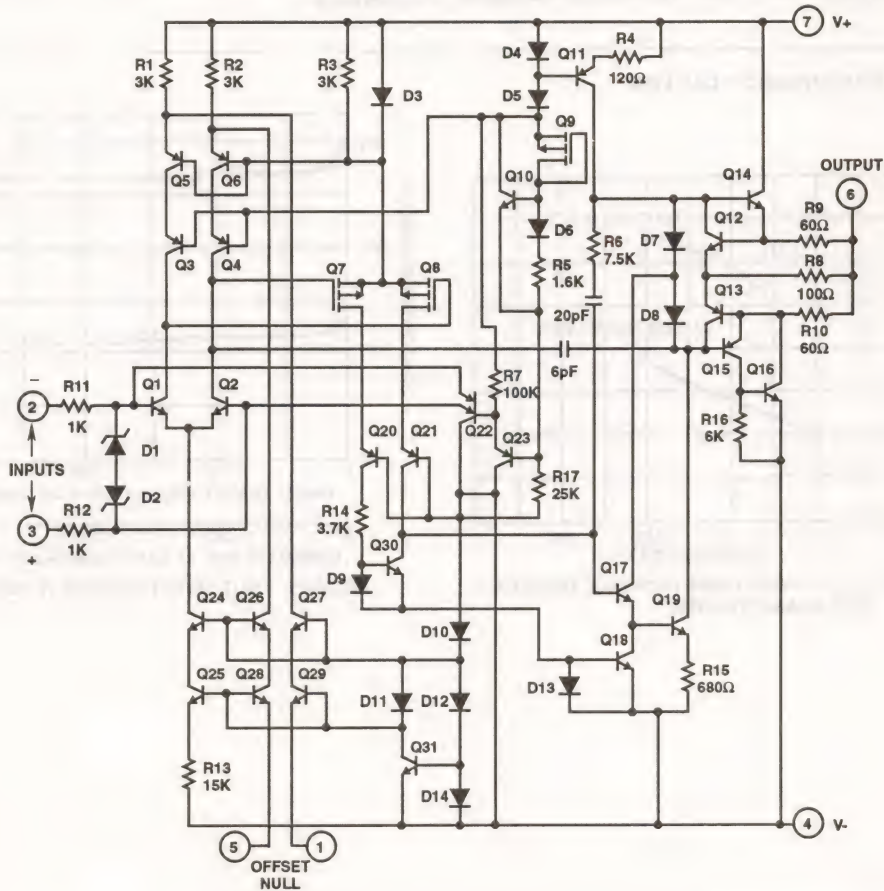 7 V+
R1 3K
R2 3K
R3 3K
D3
D4
D5
Q11
R4 120Ω
Q9
Q5
Q6
Q10
Q14
OUTPUT
6
Q3
Q4
D6
R6 7.5K
D7
Q12
R9 60Ω
R8 100Ω
Q7
Q8
R5 1.6K
20pF
D8
Q13
R10 60Ω
6pF
Q15
Q16
− 2
R11 1K
Q1
Q2
R7 100K
Q22
Q23
R16 6K
INPUTS
D1
D2
Q20
Q21
R17 25K
3 +
R12 1K
R14 3.7K
Q30
D9
Q17
Q19
Q24
Q26
Q27
D10
Q18
Q25
Q28
Q29
D11
D12
D13
R15 680Ω
R13 15K
Q31
D14
4 V-
5
1
OFFSET
NULL